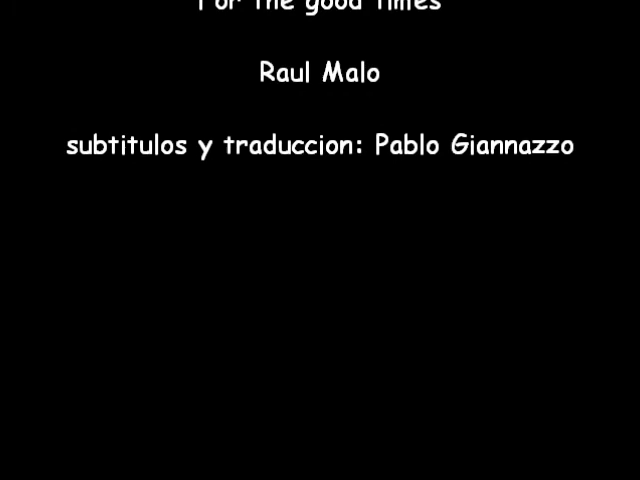 For the good times
Raul Malo
subtitulos y traduccion: Pablo Giannazzo